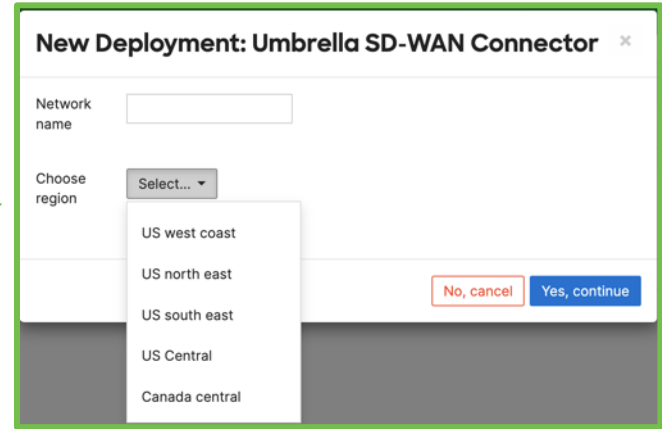 New Deployment: Umbrella SD-WAN Connector ×
Network
name
Choose
region
Select...
US west coast
US north east
US south east
US Central
Canada central
No, cancel
Yes, continue